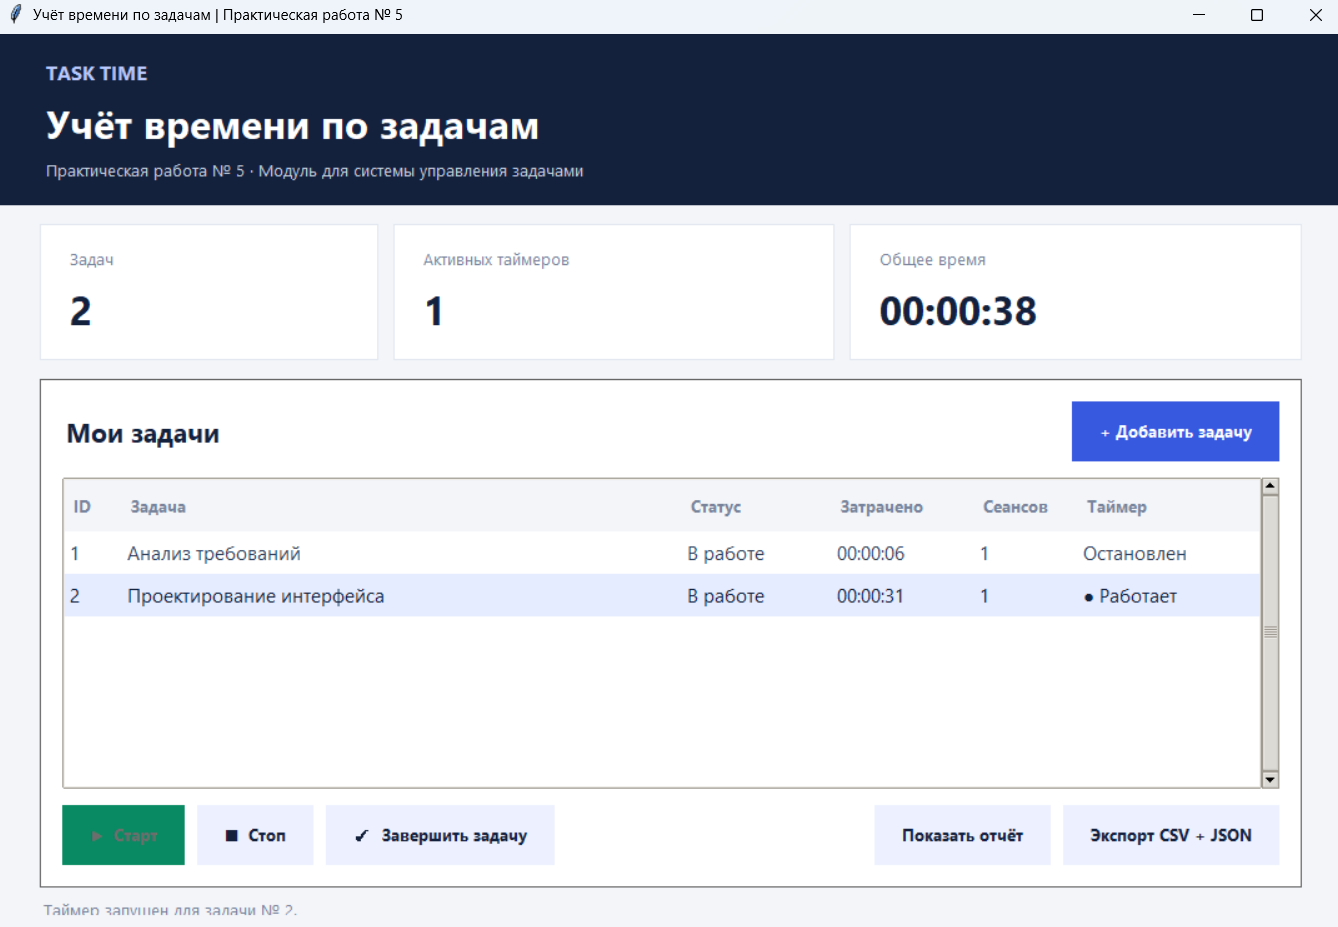 Учёт времени по задачам | Практическая работа № 5
TASK TIME
Учёт времени по задачам
Практическая работа № 5 · Модуль для системы управления задачами
Задач
Активных таймеров
Общее время
2
1
00:00:38
Мои задачи
+ Добавить задачу
ID Задача Статус Затрачено Сеансов Таймер
1 Анализ требований В работе 00:00:06 1 Остановлен
2 Проектирование интерфейса В работе 00:00:31 1 ● Работает
▶ Старт ■ Стоп ✓ Завершить задачу Показать отчёт Экспорт CSV + JSON
Таймер запущен для задачи № 2.